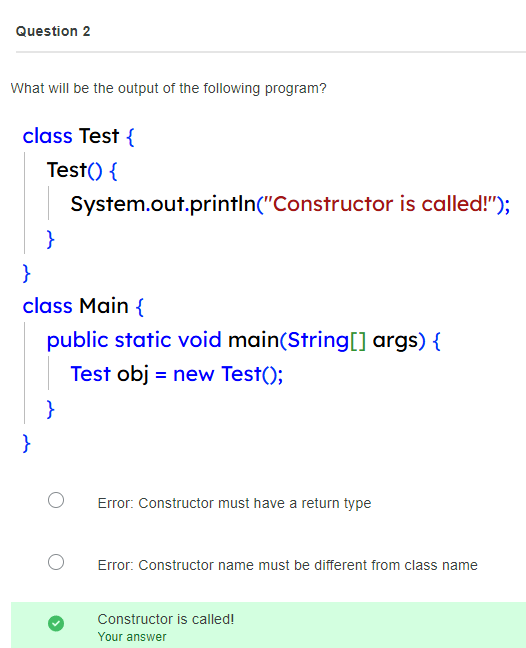 Question 2
What will be the output of the following program?
class Test {
Test() {
System.out.println("Constructor is called!");
}
}
class Main {
public static void main(String[] args) {
Test obj = new Test();
}
}
Error: Constructor must have a return type
Error: Constructor name must be different from class name
Constructor is called!
Your answer